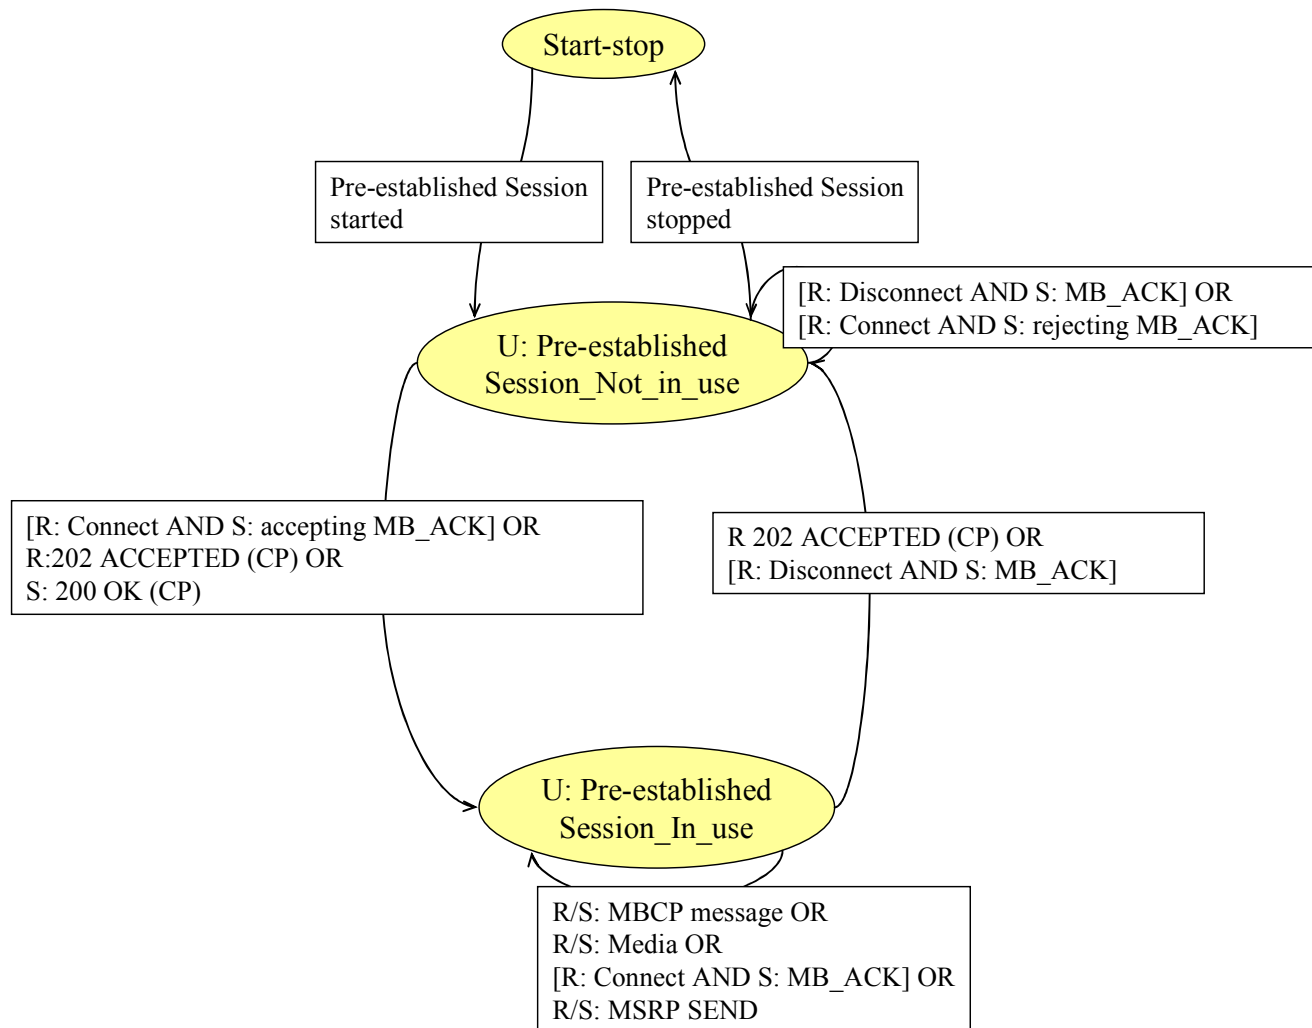 Start-stop
Pre-established Session
started
Pre-established Session
stopped
[R: Disconnect AND S: MB_ACK] OR
[R: Connect AND S: rejecting MB_ACK]
U: Pre-established
Session_Not_in_use
[R: Connect AND S: accepting MB_ACK] OR
R:202 ACCEPTED (CP) OR
S: 200 OK (CP)
R 202 ACCEPTED (CP) OR
[R: Disconnect AND S: MB_ACK]
U: Pre-established
Session_In_use
R/S: MBCP message OR
R/S: Media OR
[R: Connect AND S: MB_ACK] OR
R/S: MSRP SEND